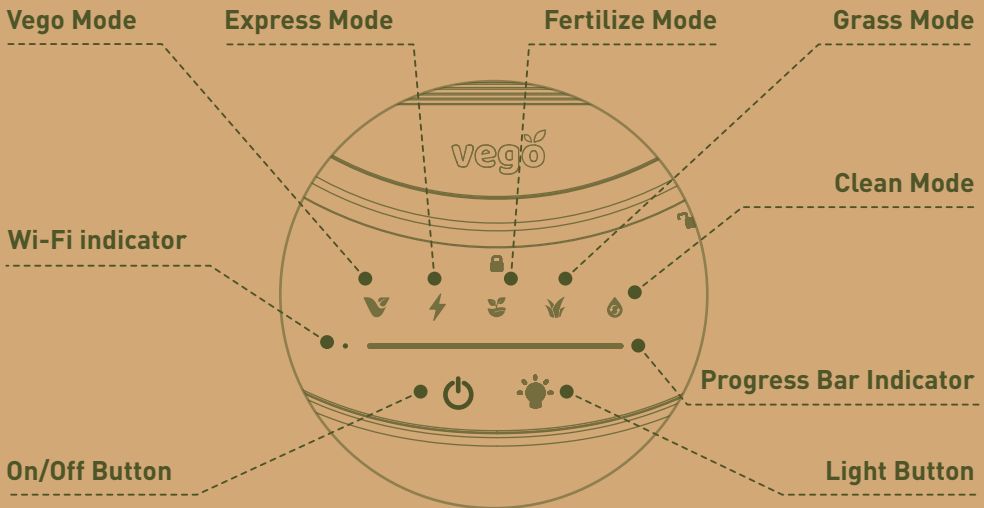 Vego Mode
Express Mode
Fertilize Mode
Grass Mode
vego
Clean Mode
Wi-Fi indicator
Progress Bar Indicator
On/Off Button
Light Button